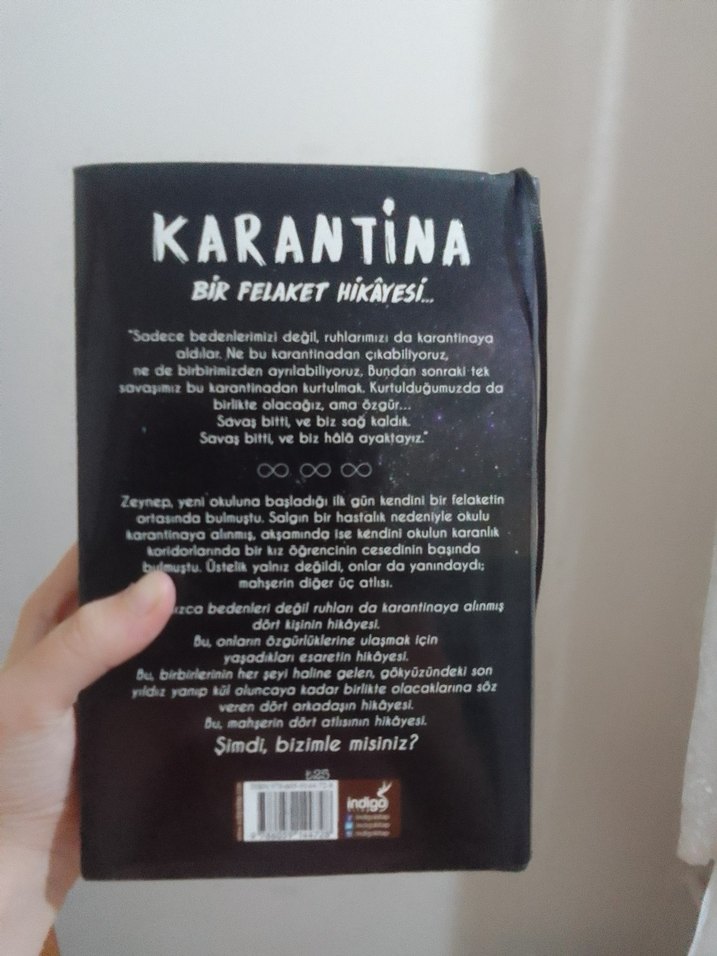 KARANTİNA
BİR FELAKET HİKÂYESİ...
"Sadece bedenlerimizi değil, ruhlarımızı da karantinaya
aldılar. Ne bu karantinadan çıkabiliyoruz,
ne de birbirimizden ayrılabiliyoruz. Bundan sonraki tek
savaşımız bu karantinadan kurtulmak. Kurtulduğumuzda da
birlikte olacağız, ama özgür...
Savaş bitti, ve biz sağ kaldık.
Savaş bitti, ve biz hâlâ ayaktayız."
Zeynep, yeni okuluna başladığı ilk gün kendini bir felaketin
ortasında bulmuştu. Salgın bir hastalık nedeniyle okulu
karantinaya alınmış, akşamında ise kendini okulun karanlık
koridorlarında bir kız öğrencinin cesedinin başında
bulmuştu. Üstelik yalnız değildi, onlar da yanındaydı;
mahşerin diğer üç atlısı.
ızca bedenleri değil ruhları da karantinaya alınmış
dört kişinin hikâyesi.
Bu, onların özgürlüklerine ulaşmak için
yaşadıkları esaretin hikâyesi.
Bu, birbirlerinin her şeyi haline gelen, gökyüzündeki son
yıldız yanıp kül oluncaya kadar birlikte olacaklarına söz
veren dört arkadaşın hikâyesi.
Bu, mahşerin dört atlısının hikâyesi.
Şimdi, bizimle misiniz?
₺25
indigo